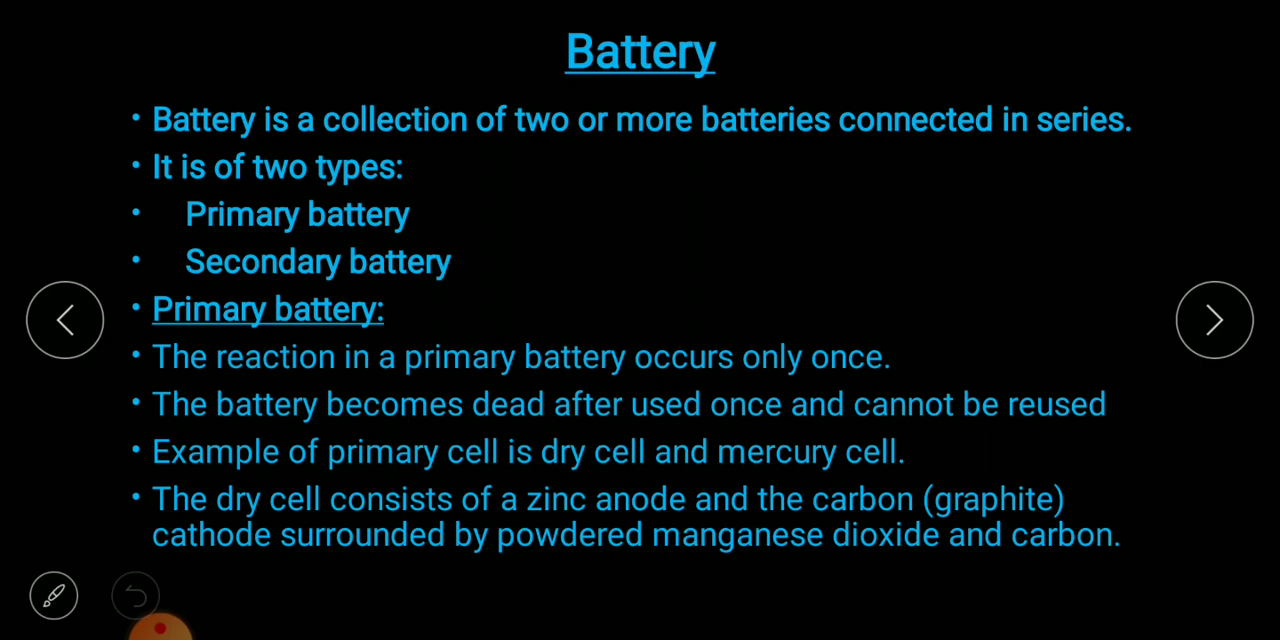 Battery
• Battery is a collection of two or more batteries connected in series.
• It is of two types:
• Primary battery
• Secondary battery
• Primary battery:
• The reaction in a primary battery occurs only once.
• The battery becomes dead after used once and cannot be reused
• Example of primary cell is dry cell and mercury cell.
• The dry cell consists of a zinc anode and the carbon (graphite)
cathode surrounded by powdered manganese dioxide and carbon.